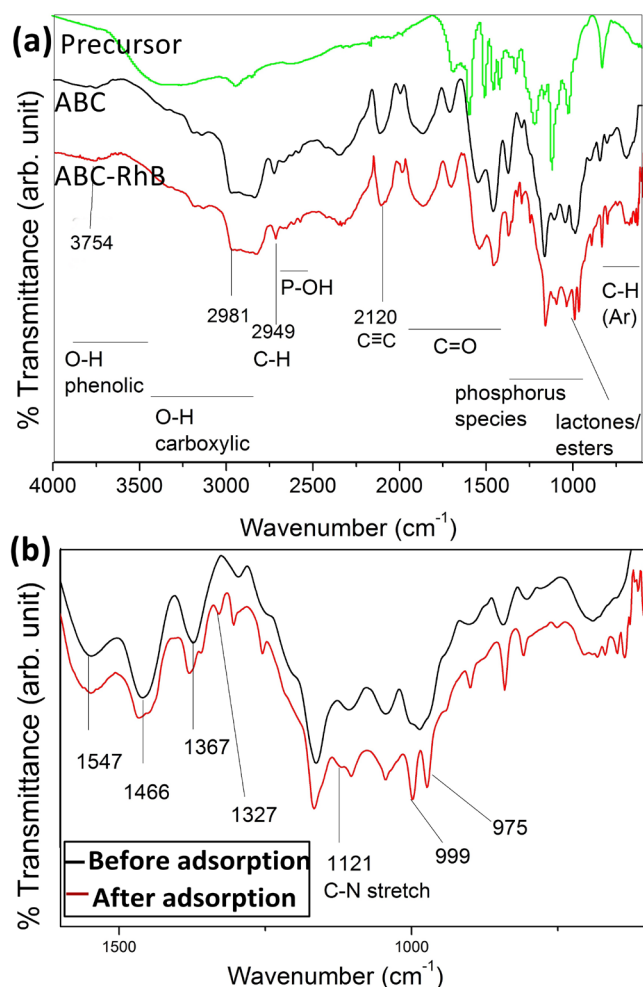 (a)
Precursor
ABC
ABC-RhB
3754
2981
2949
2120
P-OH
C-H
C≡C
C=O
C-H
(Ar)
O-H
phenolic
O-H
carboxylic
phosphorus
species
lactones/
esters
% Transmittance (arb. unit)
4000 3500 3000 2500 2000 1500 1000
Wavenumber (cm-1)
(b)
1547
1466
1367
1327
1121
C-N stretch
999
975
Before adsorption
After adsorption
% Transmittance (arb. unit)
1500 1000
Wavenumber (cm-1)